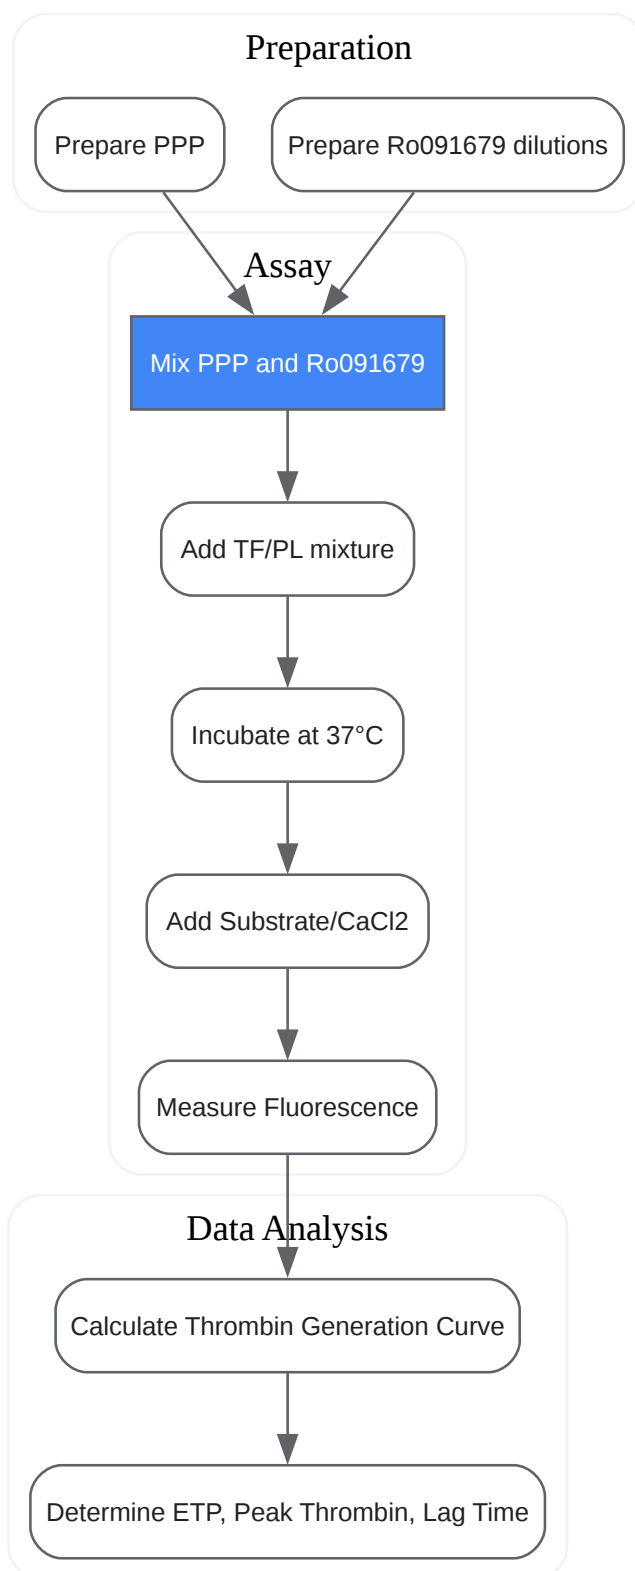 Preparation
Prepare PPP
Prepare Ro091679 dilutions
Assay
Mix PPP and Ro091679
Add TF/PL mixture
Incubate at 37°C
Add Substrate/CaCl2
Measure Fluorescence
Data Analysis
Calculate Thrombin Generation Curve
Determine ETP, Peak Thrombin, Lag Time